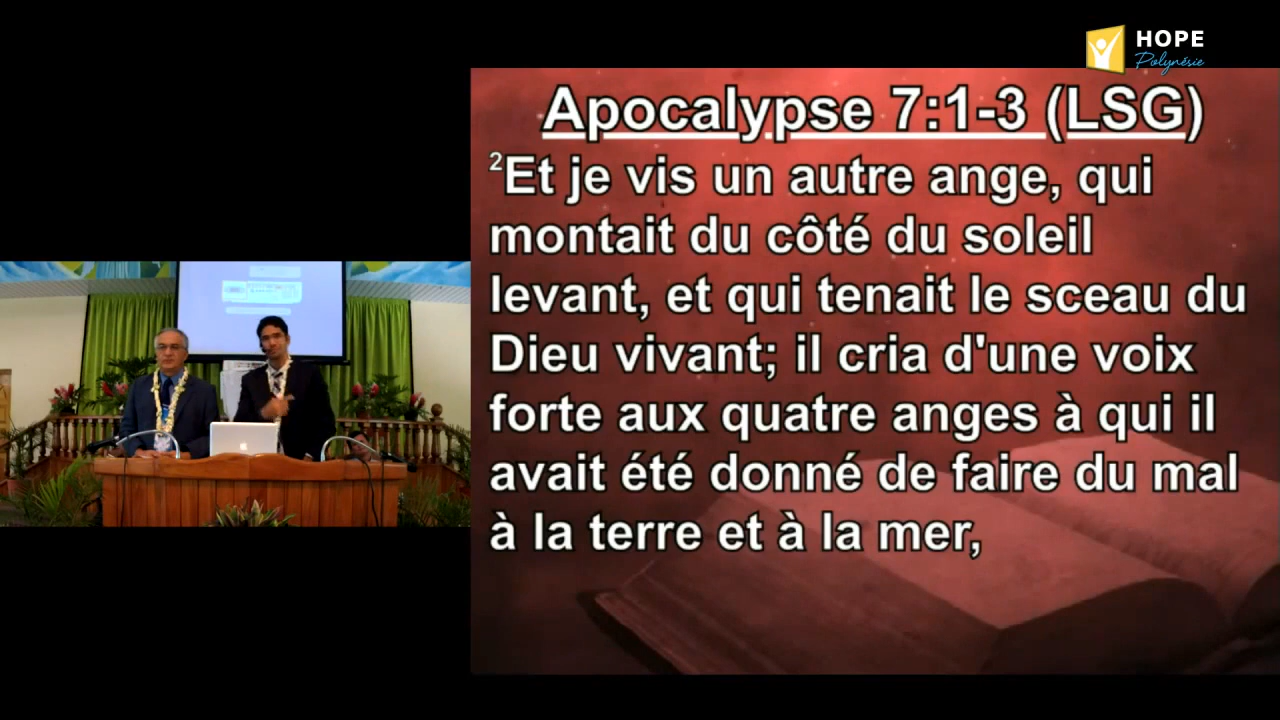 HOPE
Polynésie
Apocalypse 7:1-3 (LSG)
²Et je vis un autre ange, qui
montait du côté du soleil
levant, et qui tenait le sceau du
Dieu vivant; il cria d'une voix
forte aux quatre anges à qui il
avait été donné de faire du mal
à la terre et à la mer,